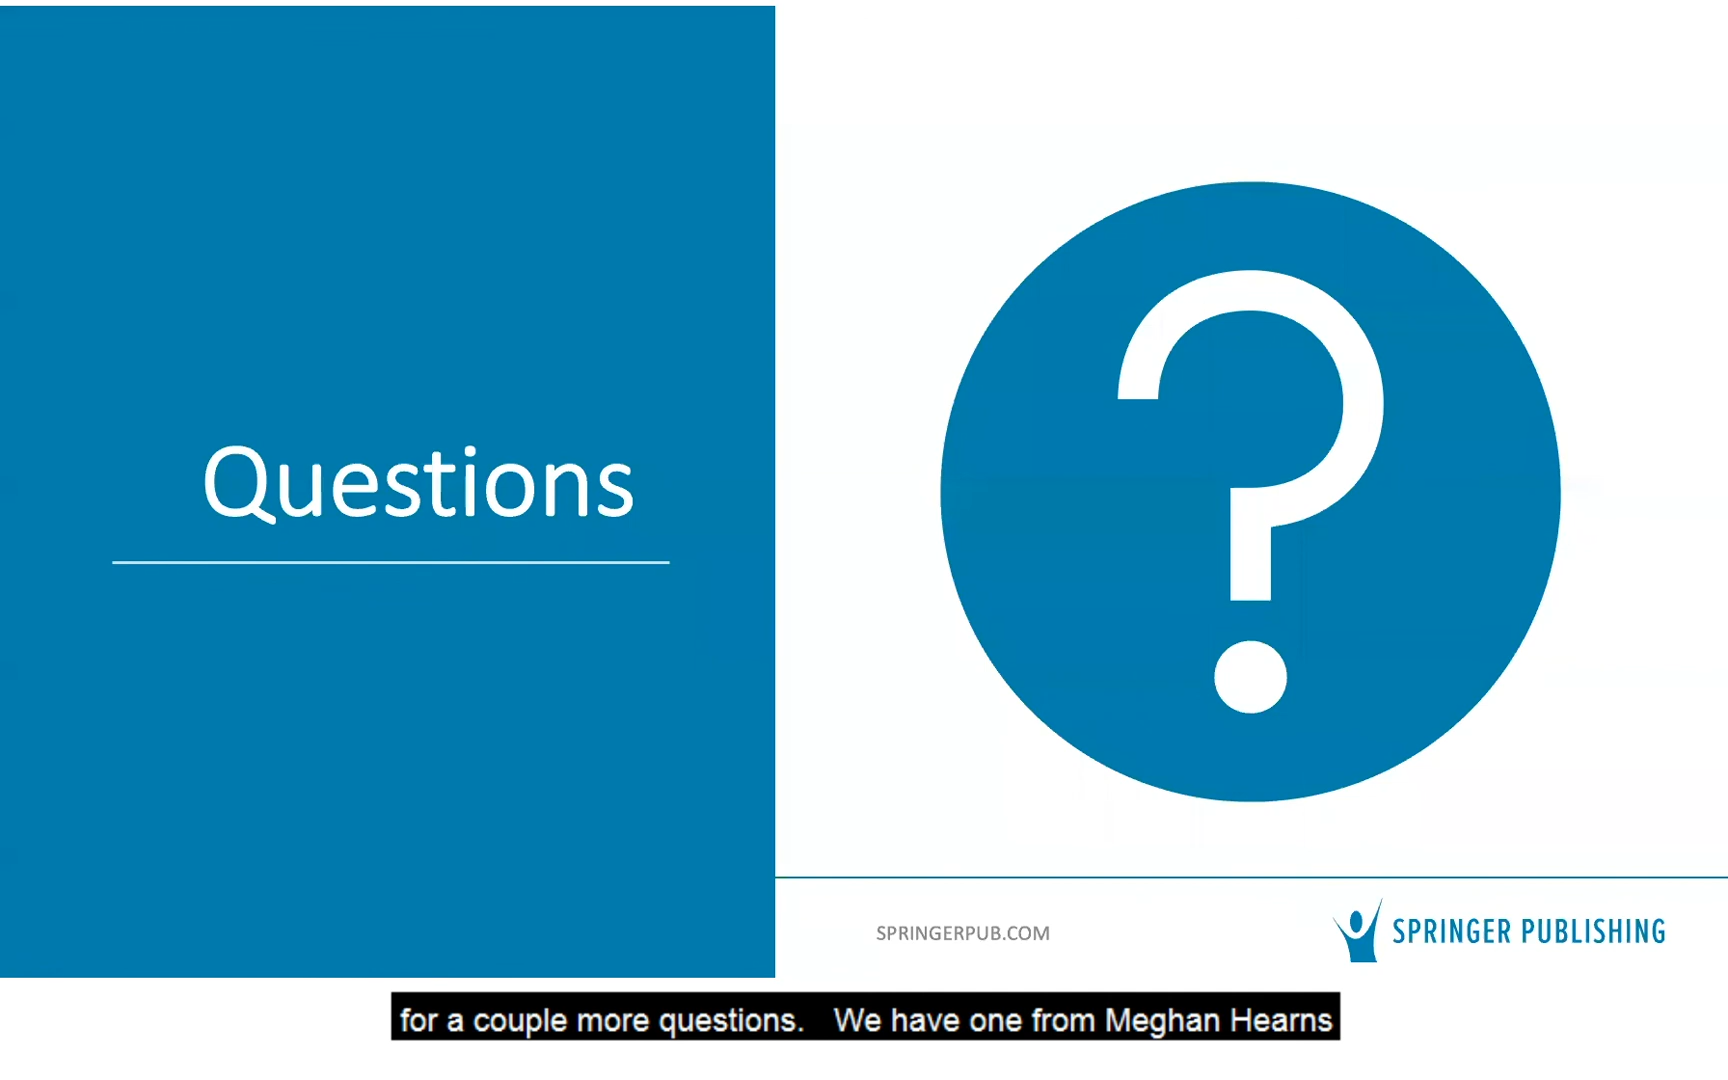 Questions
?
SPRINGERPUB.COM
SPRINGER PUBLISHING
for a couple more questions. We have one from Meghan Hearns